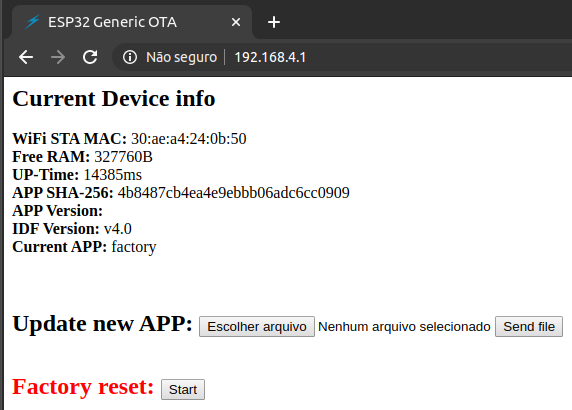 ESP32 Generic OTA
Não seguro 192.168.4.1
Current Device info
WiFi STA MAC: 30:ae:a4:24:0b:50
Free RAM: 327760B
UP-Time: 14385ms
APP SHA-256: 4b8487cb4ea4e9ebbb06adc6cc0909
APP Version:
IDF Version: v4.0
Current APP: factory
Update new APP: Escolher arquivo Nenhum arquivo selecionado Send file
Factory reset: Start